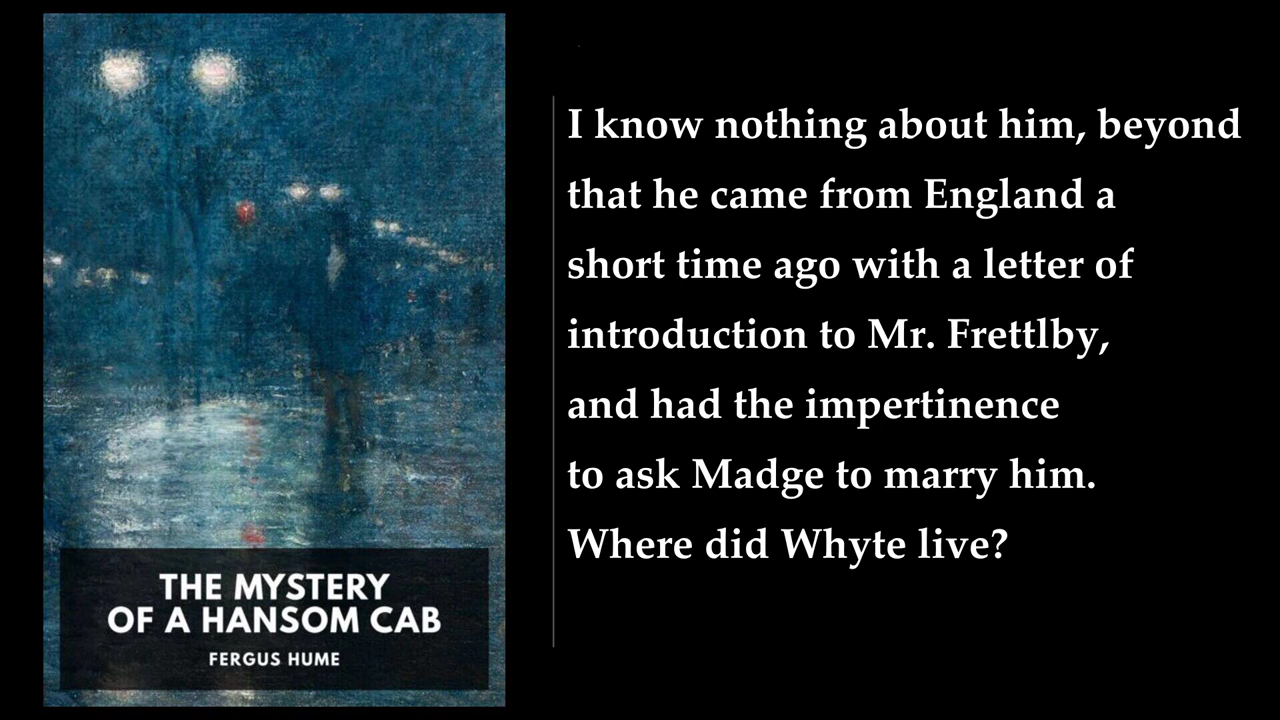 THE MYSTERY
OF A HANSOM CAB
FERGUS HUME
I know nothing about him, beyond
that he came from England a
short time ago with a letter of
introduction to Mr. Frettlby,
and had the impertinence
to ask Madge to marry him.
Where did Whyte live?